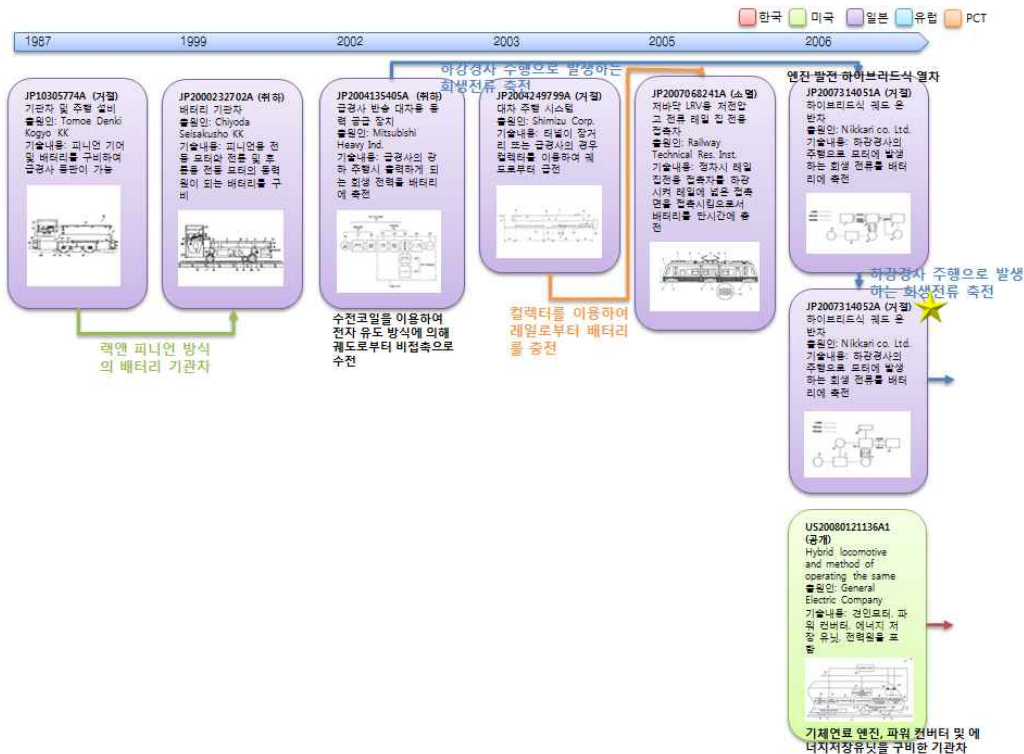 한국 미국 일본 유럽 PCT
1987 1999 2002 2003 2005 2006
하강경사 주행으로 발생하는
회생전류 축전
엔진 발전 하이브리드식 열차
JP10305774A (거절)
기관차 및 주행 설비
출원인: Tomoe Denki
Kogyo KK
기술내용: 피니언 기어
및 배터리를 구비하여
급경사 등판이 가능
JP2000232702A (취하)
배터리 기관차
출원인: Chiyoda
Seisakusho KK
기술내용: 피니언용 전
동 모터와 전륜 및 후
륜용 전동 모터의 동력
원이 되는 배터리를 구
비
랙앤 피니언 방식
의 배터리 기관차
JP2004135405A (취하)
급경사 반송 대차용 동
력 공급 장치
출원인: Mitsubishi
Heavy Ind.
기술내용: 급경사의 강
하 주행시 출력하게 되
는 회생 전력을 배터리
에 축전
수전코일을 이용하여
전자 유도 방식에 의해
궤도로부터 비접촉으로
수전
JP2004249799A (거절)
대차 주행 시스템
출원인: Shimizu Corp.
기술내용: 터널이 장거
리 또는 급경사의 경우
컬렉터를 이용하여 궤
도로부터 급전
컬렉터를 이용하여
레일로부터 배터리
를 충전
JP2007068241A (소멸)
저바닥 LRV용 저전압
고 전류 레일 집 전용
접촉자
출원인: Railway
Technical Res. Inst.
기술내용: 정차시 레일
집전용 접촉자를 하강
시켜 레일에 넓은 접촉
면을 접촉시킴으로서
배터리를 단시간에 충
전
JP2007314051A (거절)
하이브리드식 궤도 운
반차
출원인: Nikkari co. Ltd.
기술내용: 하강경사의
주행으로 모터에 발생
하는 회생 전류를 배터
리에 축전
하강경사 주행으로 발생
하는 회생전류 축전
JP2007314052A (거절)
하이브리드식 궤도 운
반차
출원인: Nikkari co. Ltd.
기술내용: 하강경사의
주행으로 모터에 발생
하는 회생 전류를 배터
리에 축전
US20080121136A1
(공개)
Hybrid locomotive
and method of
operating the same
출원인: General
Electric Company
기술내용: 견인모터, 파
워 컨버터, 에너지 저
장 유닛, 전력원을 포
함
기체연료 엔진, 파워 컨버터 및 에
너지저장유닛을 구비한 기관차